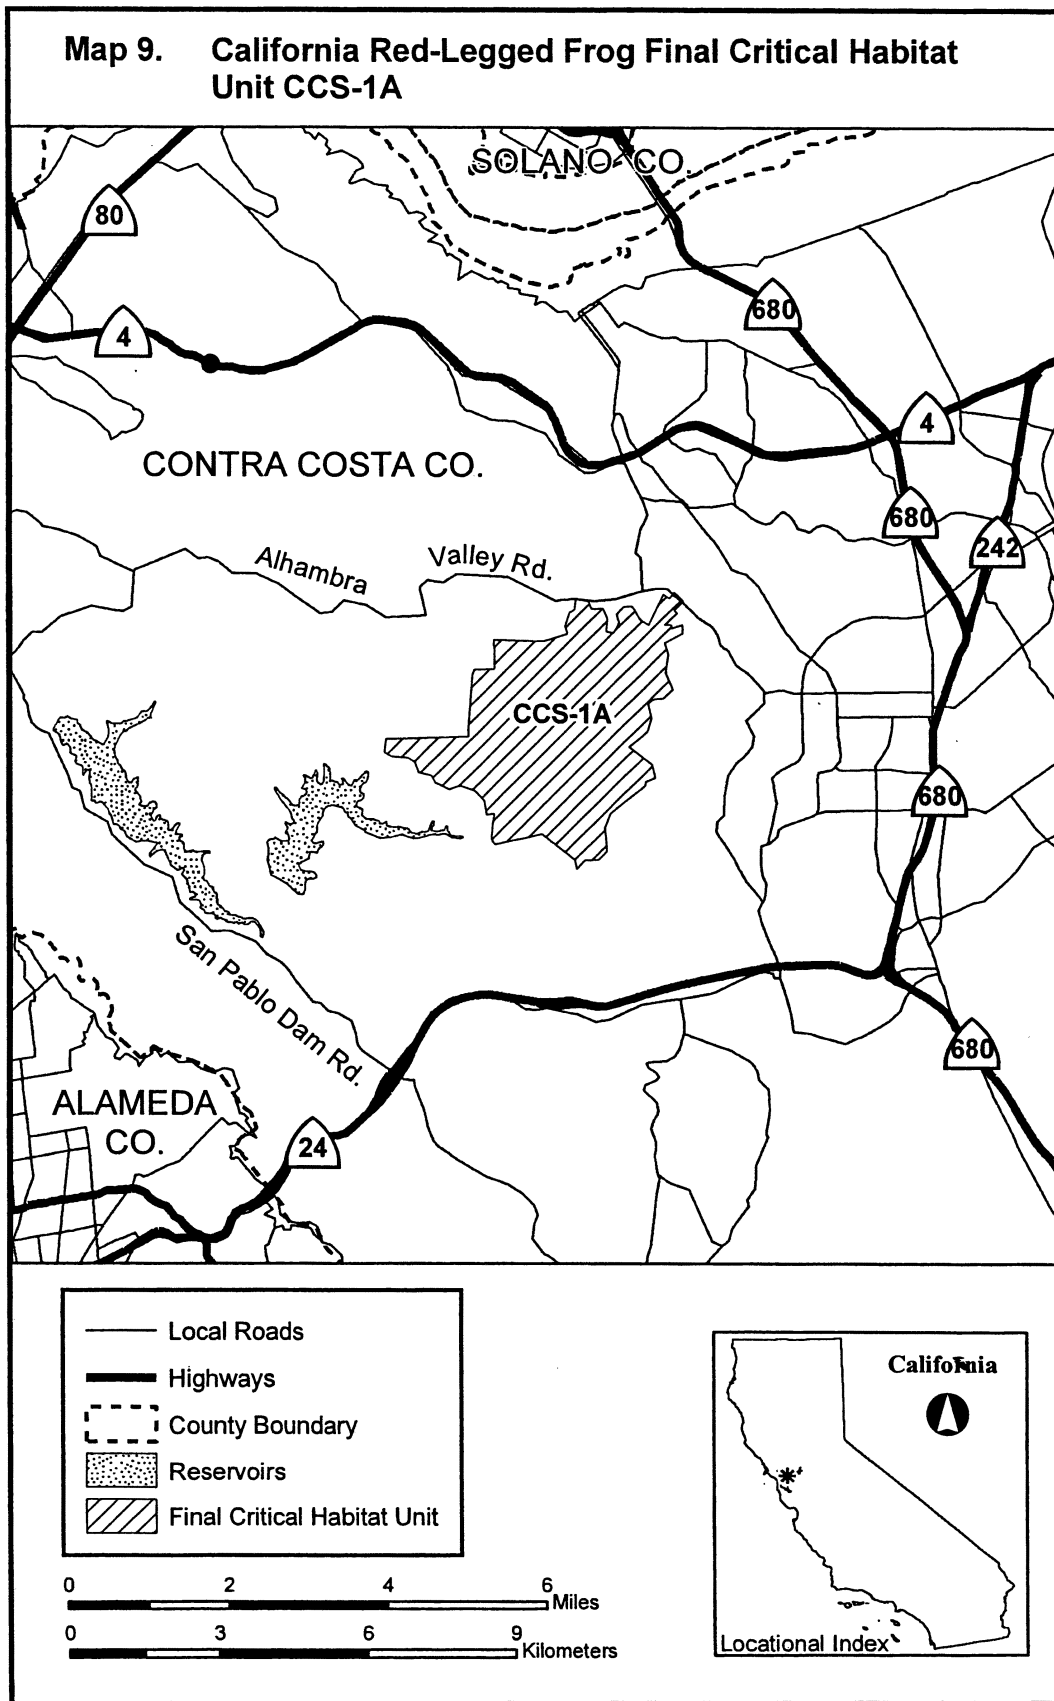 Map 9. California Red-Legged Frog Final Critical Habitat
Unit CCS-1A
SOLANO CO.
80
680
4
4
CONTRA COSTA CO.
680
242
Alhambra Valley Rd.
CCS-1A
680
San Pablo Dam Rd.
680
ALAMEDA
CO.
24
Local Roads
Highways
County Boundary
Reservoirs
Final Critical Habitat Unit
California
0 2 4 6 Miles
0 3 6 9 Kilometers
Locational Index